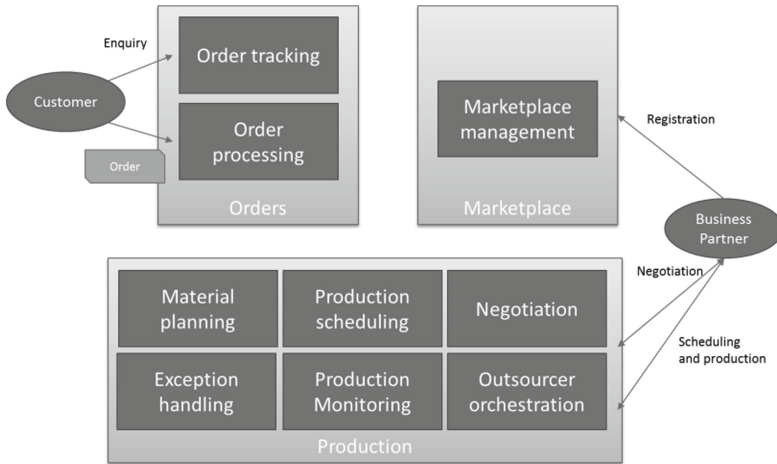 Enquiry
Order tracking
Customer
Order
processing
Order
Orders
Marketplace
management
Marketplace
Registration
Business
Partner
Negotiation
Scheduling
and production
Material
planning
Production
scheduling
Negotiation
Exception
handling
Production
Monitoring
Outsourcer
orchestration
Production